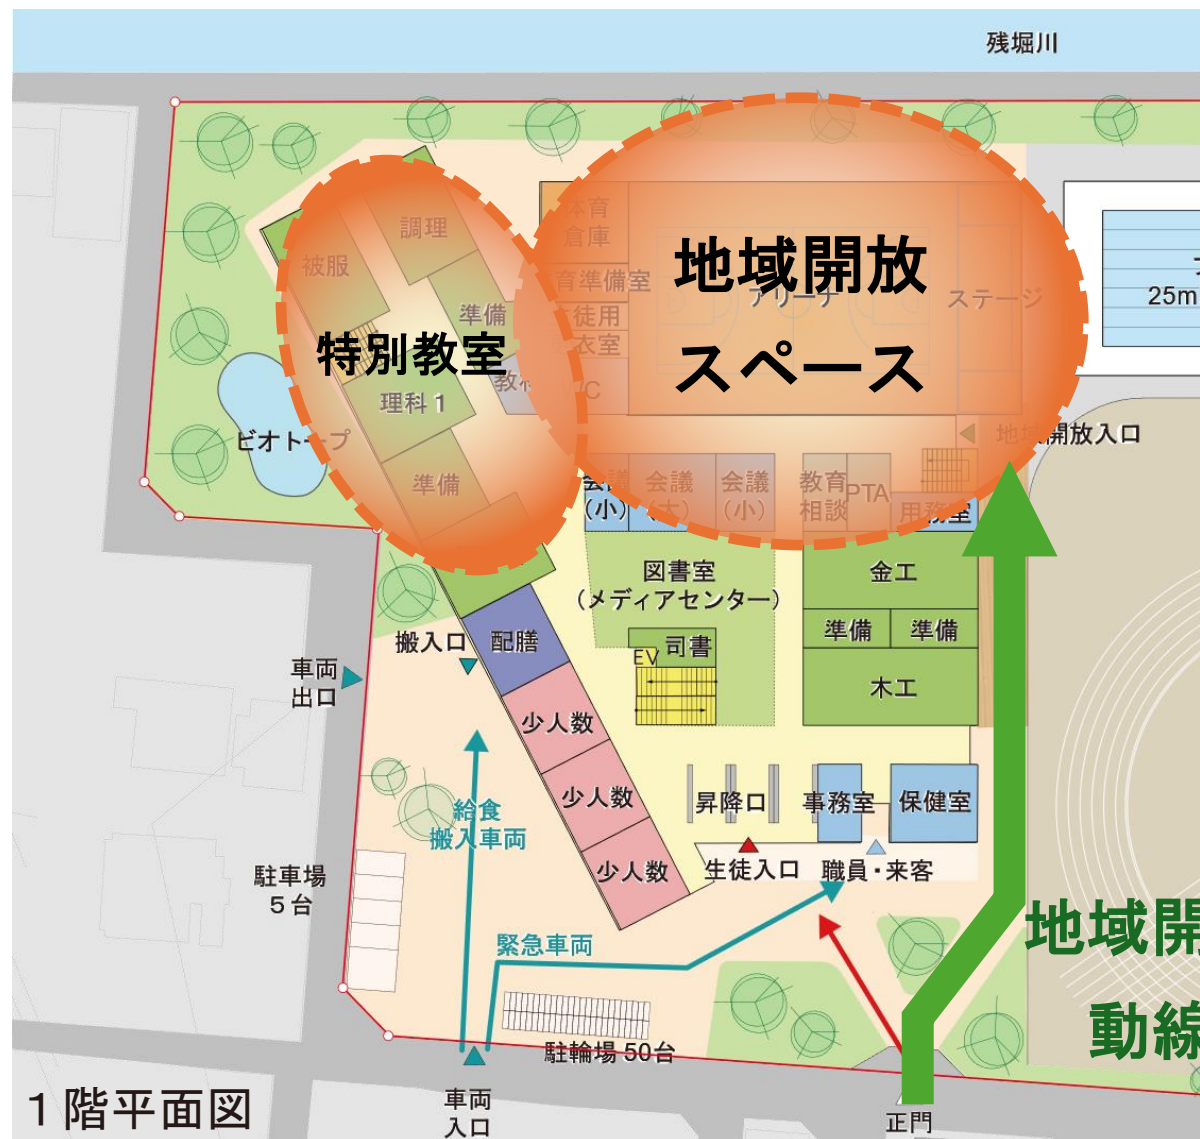 残堀川
調理
被服
体育
倉庫
育準備室
徒用
衣室
地域開放
スペース
アリーナ
ステージ
25m
準備
特別教室
理科1
ビオトープ
準備
地域開放入口
会議
(小)
会議
(大)
会議
(小)
教育
相談
PTA
用務室
図書室
(メディアセンター)
金工
準備
準備
司書
EV
木工
搬入口
配膳
車両
出口
少人数
少人数
少人数
昇降口
事務室
保健室
給食
搬入車両
生徒入口
職員・来客
駐車場
5台
緊急車両
地域開
動線
駐輪場 50台
車両
入口
正門
1階平面図